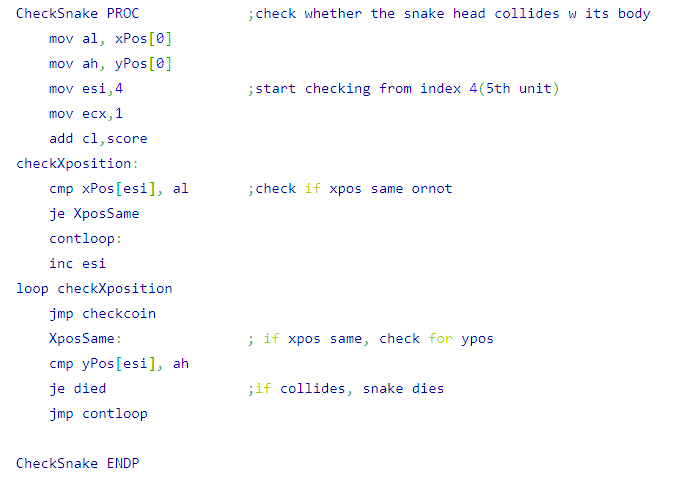 CheckSnake PROC ;check whether the snake head collides w its body
mov al, xPos[0]
mov ah, yPos[0]
mov esi,4 ;start checking from index 4(5th unit)
mov ecx,1
add cl,score
checkXposition:
cmp xPos[esi], al ;check if xpos same ornot
je XposSame
contloop:
inc esi
loop checkXposition
jmp checkcoin
XposSame: ; if xpos same, check for ypos
cmp yPos[esi], ah
je died ;if collides, snake dies
jmp contloop
CheckSnake ENDP